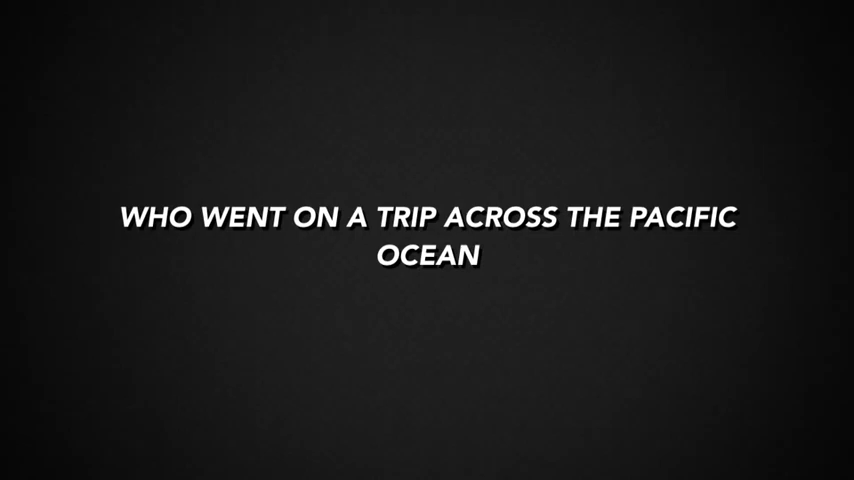 WHO WENT ON A TRIP ACROSS THE PACIFIC
OCEAN